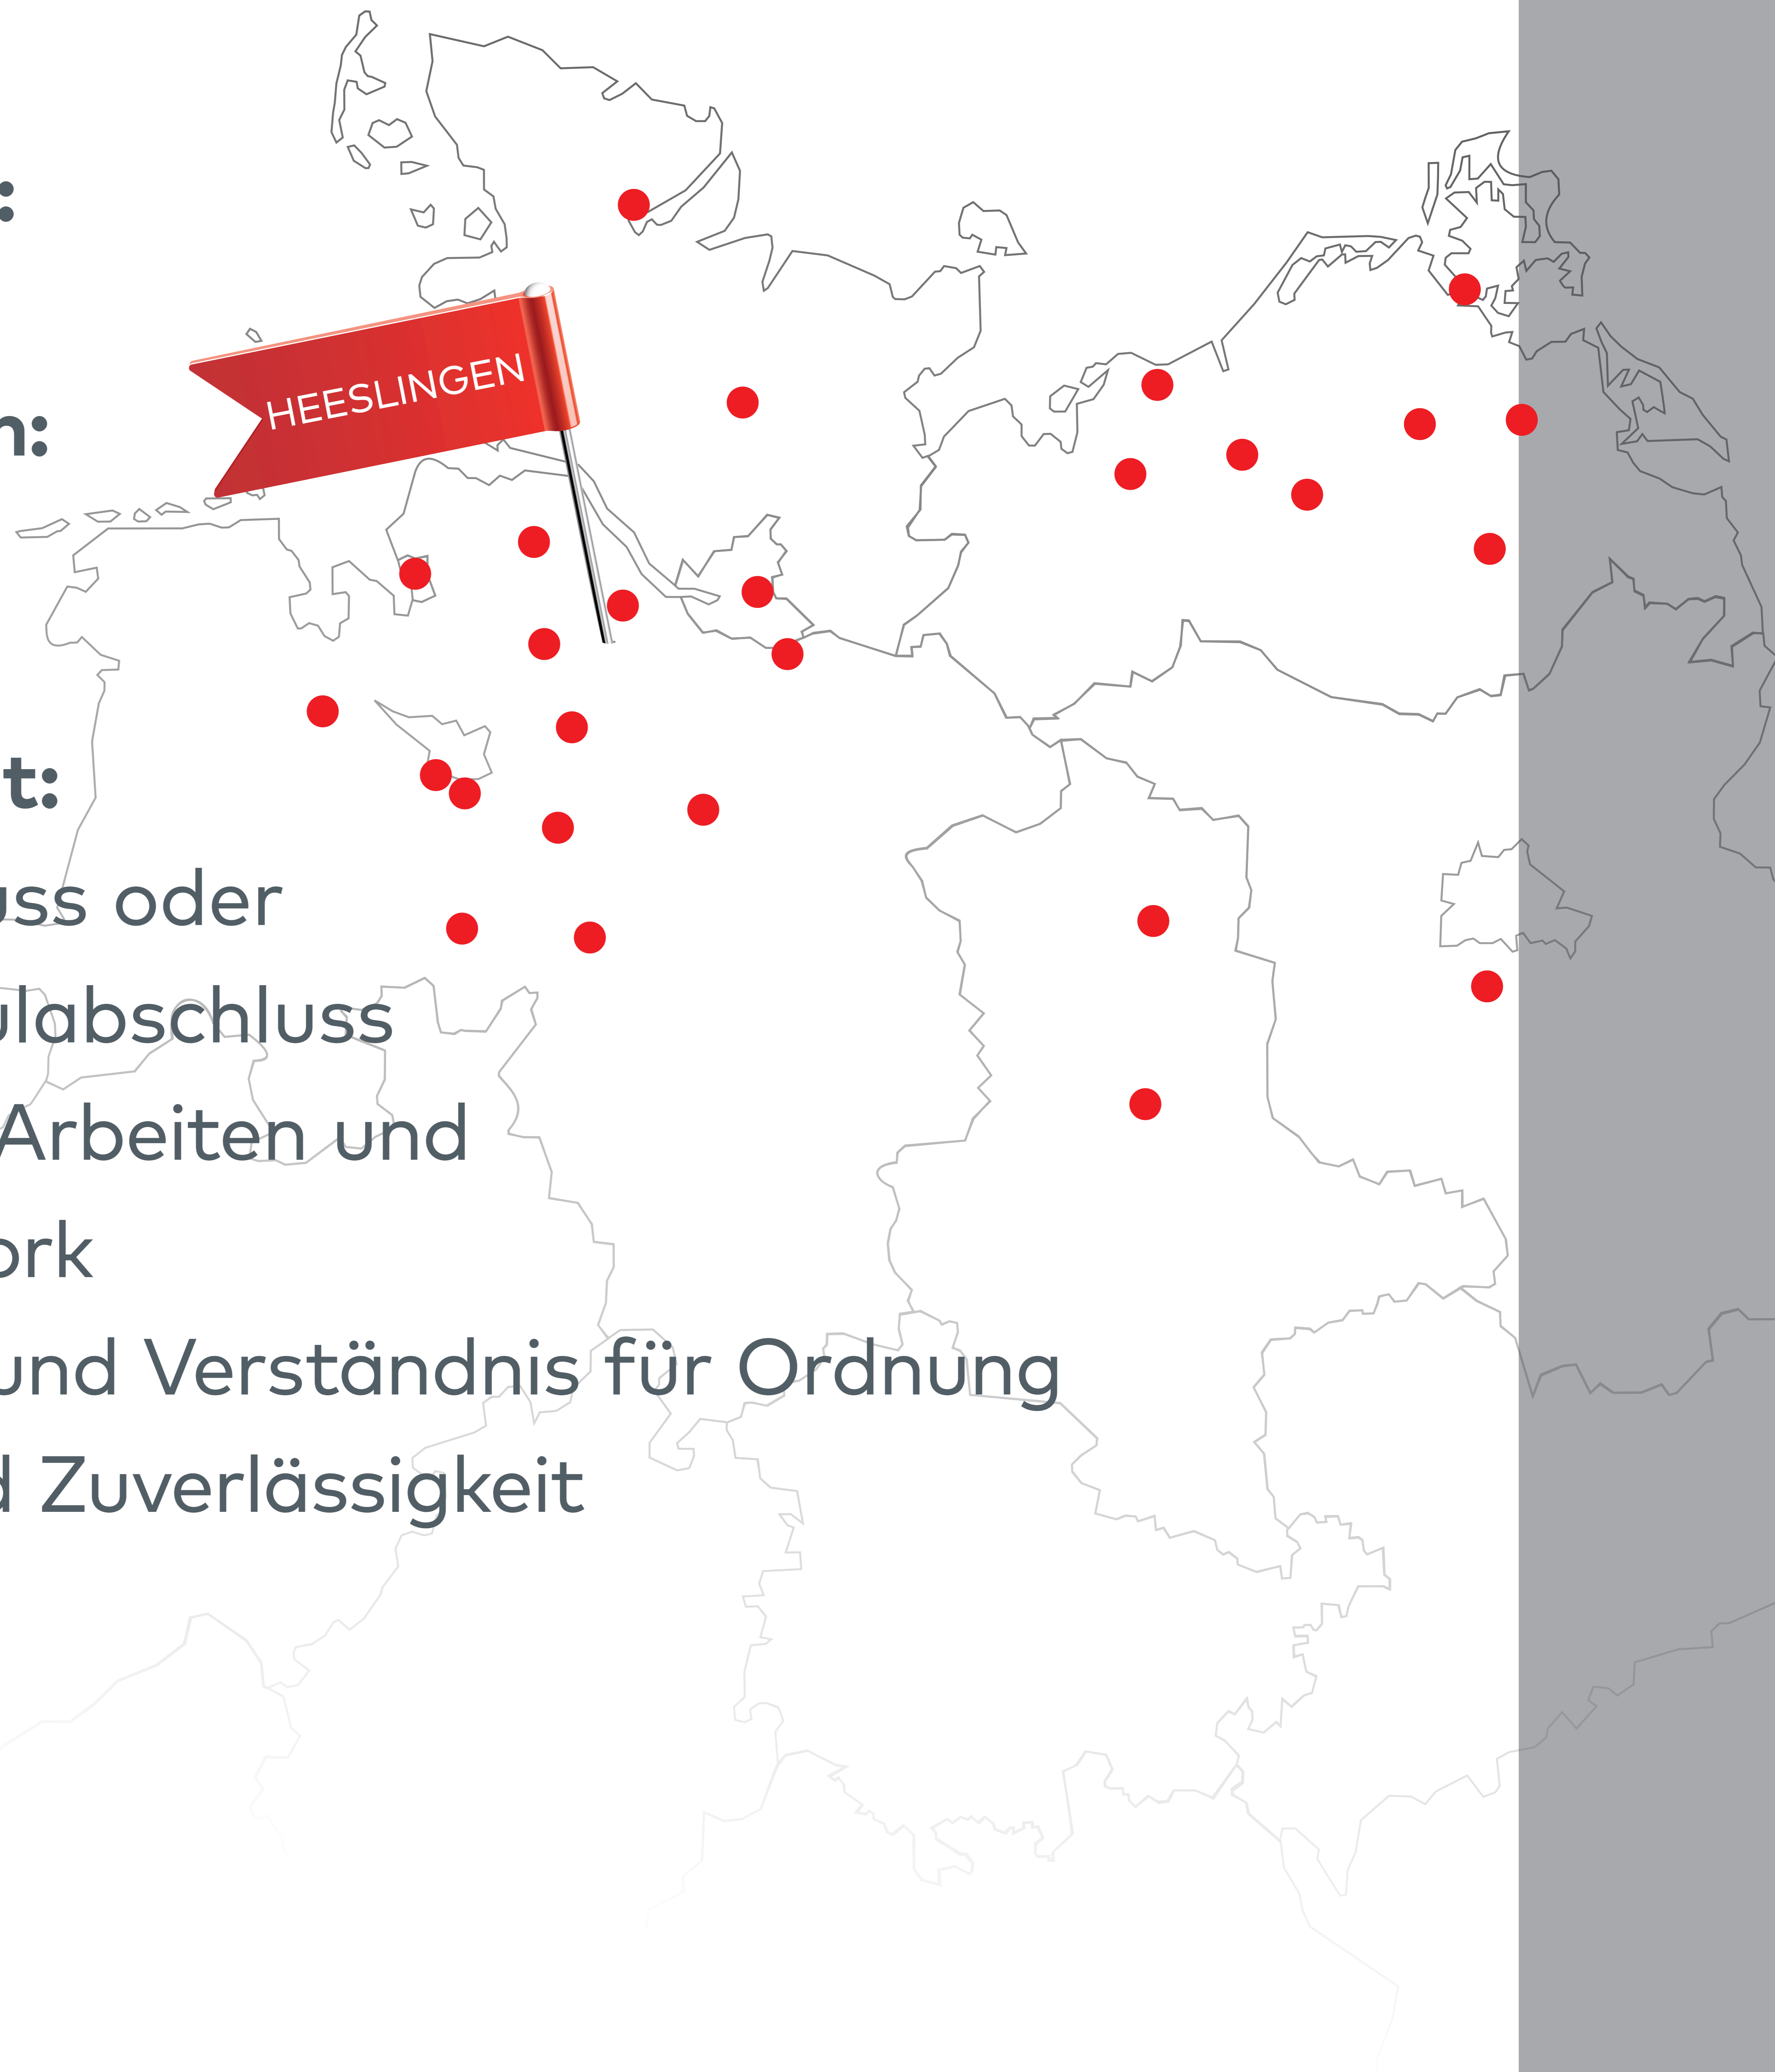 :
HEESLINGEN
n:
t:
uss oder
ulabschluss
Arbeiten und
ork
und Verständnis für Ordnung
d Zuverlässigkeit